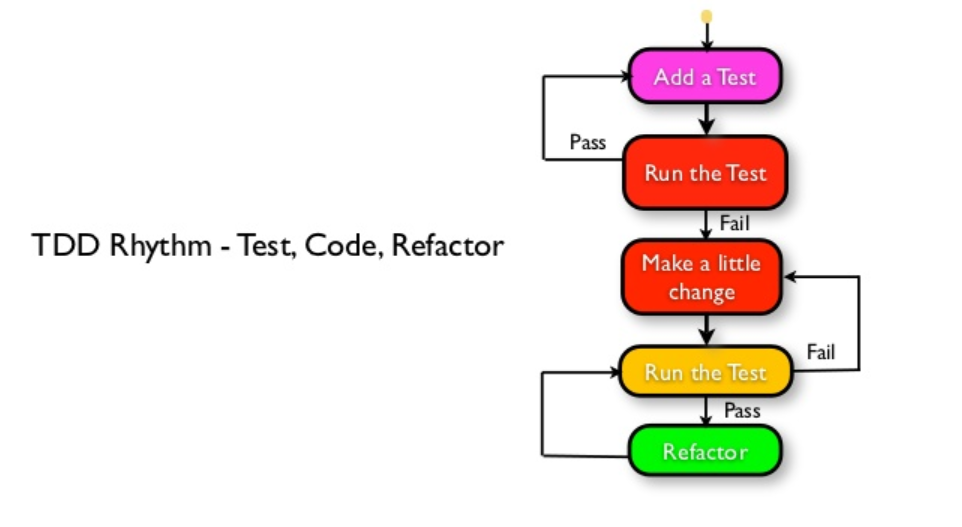 Add a Test
Pass
Run the Test
Fail
TDD Rhythm - Test, Code, Refactor
Make a little
change
Fail
Run the Test
Pass
Refactor